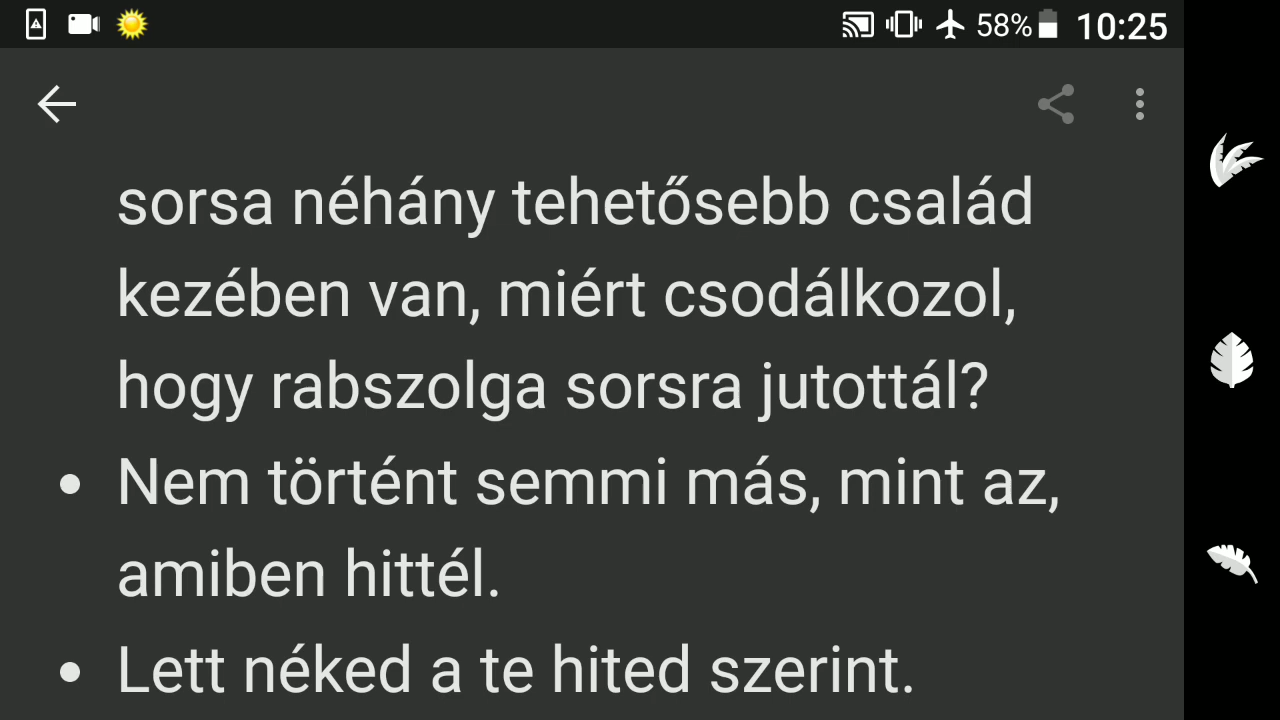 58% 10:25
sorsa néhány tehetősebb család
kezében van, miért csodálkozol,
hogy rabszolga sorsra jutottál?
• Nem történt semmi más, mint az,
amiben hittél.
• Lett néked a te hited szerint.